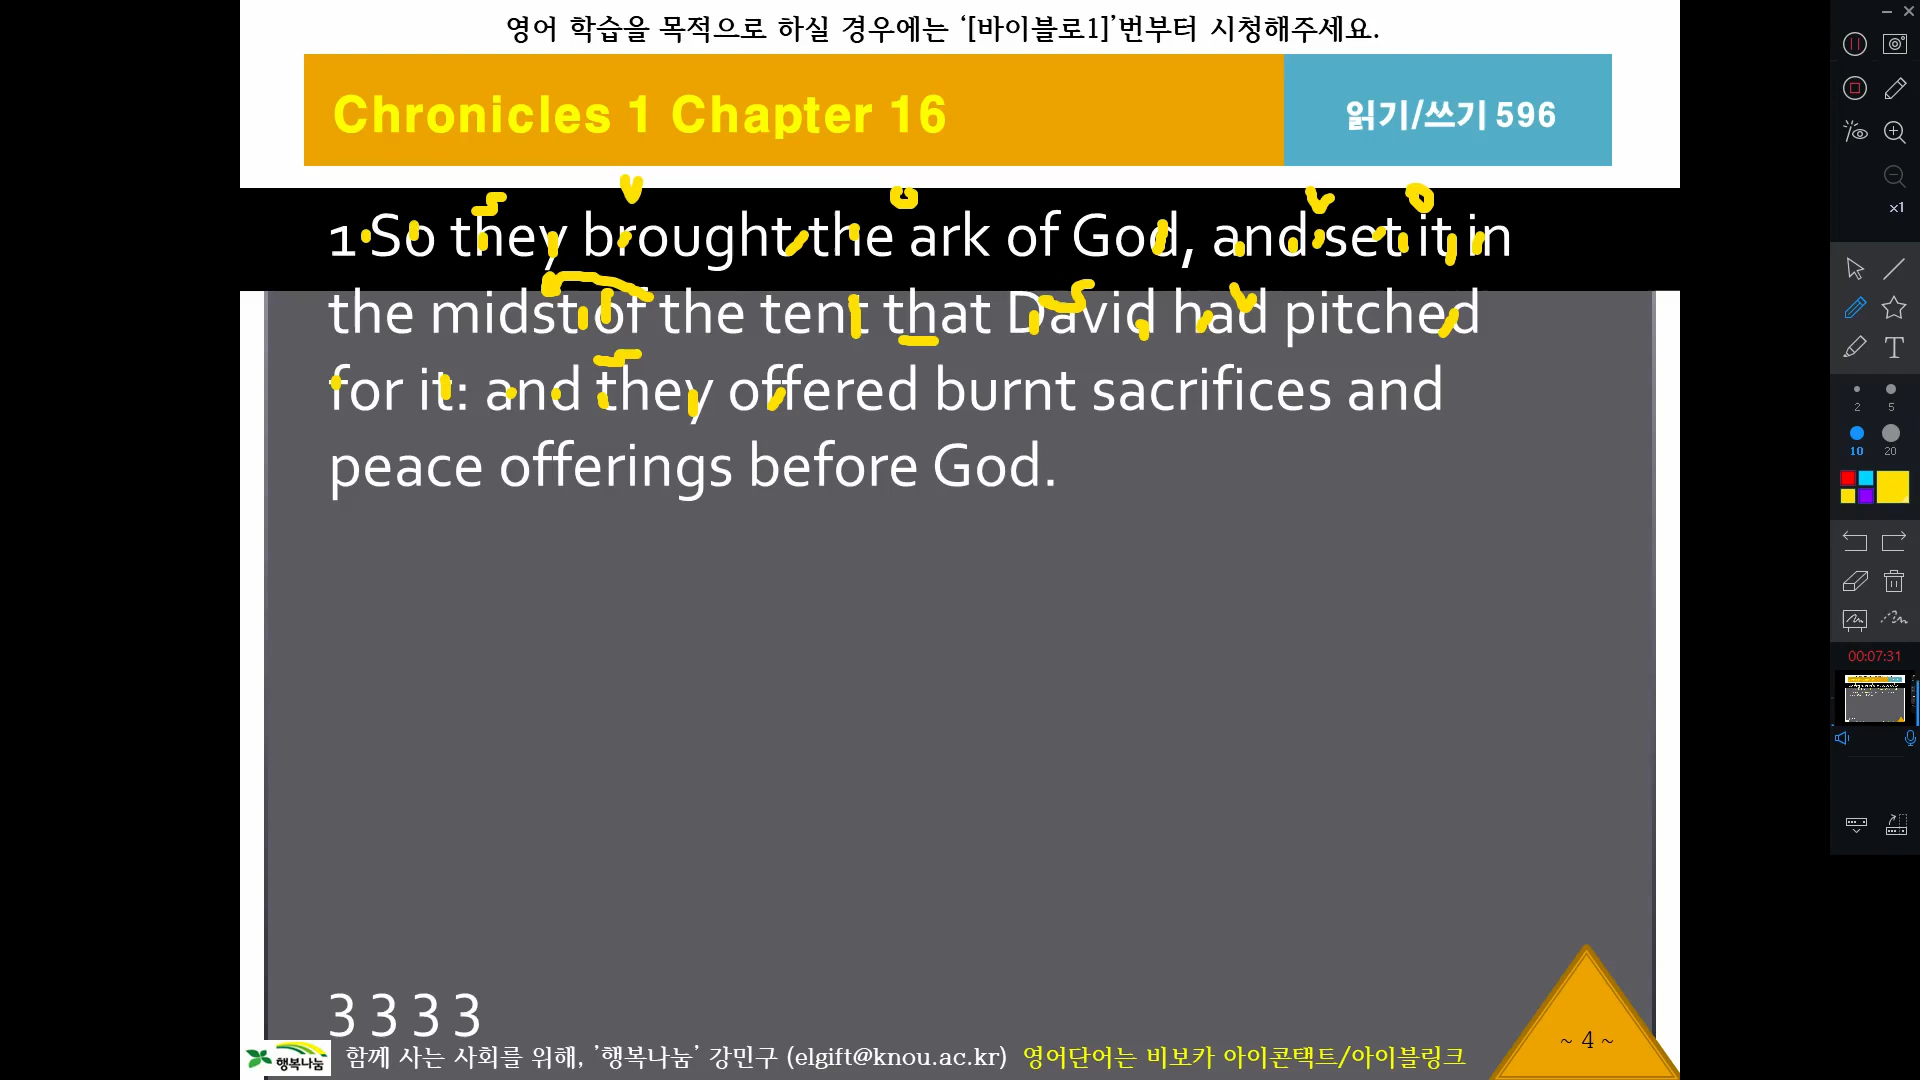 영어 학습을 목적으로 하실 경우에는 ‘[바이블로1]’번부터 시청해주세요.
Chronicles 1 Chapter 16
읽기/쓰기 596
1 So they brought the ark of God, and set it in
the midst of the tent that David had pitched
for it: and they offered burnt sacrifices and
peace offerings before God.
3 3 3 3
행복나눔
함께 사는 사회를 위해, ’행복나눔’ 강민구 (elgift@knou.ac.kr) 영어단어는 비보카 아이콘택트/아이블링크
~ 4 ~
x1
T
2 5
10 20
00:07:31